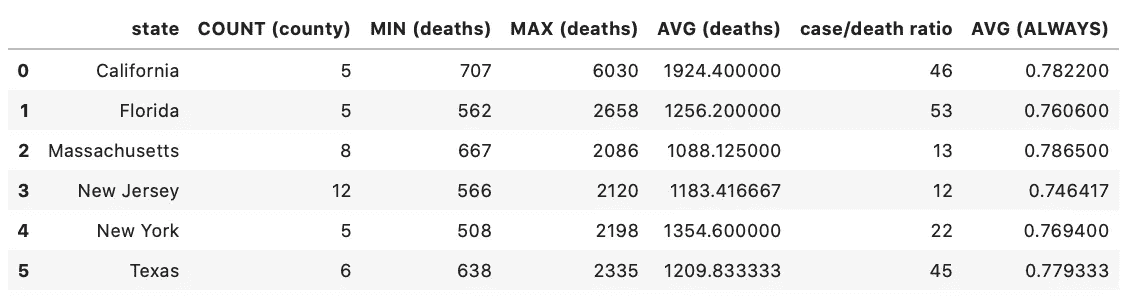 state COUNT (county) MIN (deaths) MAX (deaths) AVG (deaths) case/death ratio AVG (ALWAYS)
0 California 5 707 6030 1924.400000 46 0.782200
1 Florida 5 562 2658 1256.200000 53 0.760600
2 Massachusetts 8 667 2086 1088.125000 13 0.786500
3 New Jersey 12 566 2120 1183.416667 12 0.746417
4 New York 5 508 2198 1354.600000 22 0.769400
5 Texas 6 638 2335 1209.833333 45 0.779333